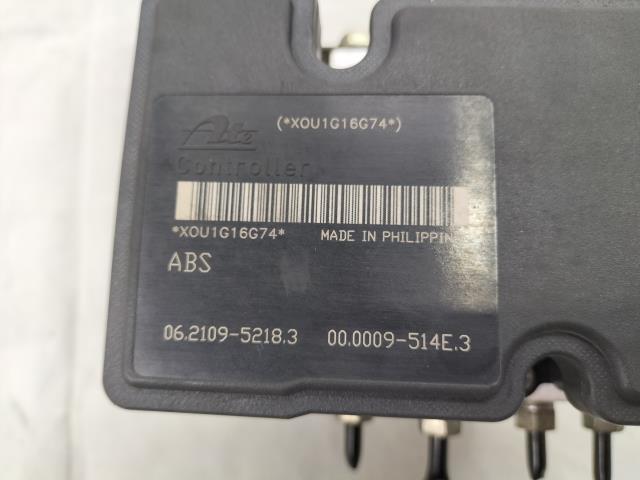 (*XOU1G16G74*)
Ate
Controller
*XOU1G16G74* MADE IN PHILIPPIN
ABS
06.2109-5218.3 00.0009-514E.3